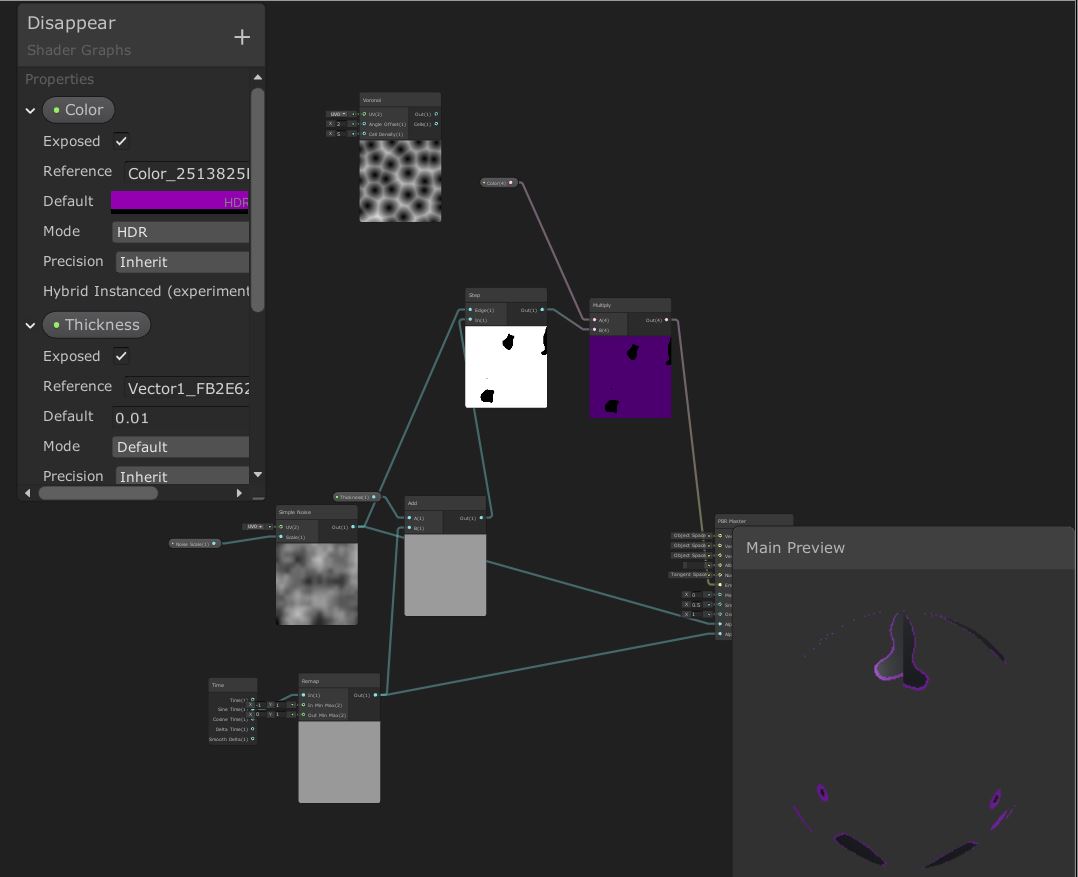 Disappear
+
Shader Graphs
Properties
Color
Exposed
Reference Color_2513825
Default HDR
Mode HDR
Precision Inherit
Hybrid Instanced (experiment
Thickness
Exposed
Reference Vector1_FB2E62
Default 0.01
Mode Default
Precision Inherit
Voronoi
UV0 UV(2) Out(1)
X 2 Angle Offset(1) Cells(1)
X 5 Cell Density(1)
Color(4)
Step
Edge(1) Out(1)
In(1)
Multiply
A(4) Out(4)
B(4)
Thickness(1)
Add
A(1) Out(1)
B(1)
Simple Noise
UV0 UV(2) Out(1)
Scale(1)
Noise Scale(1)
PBR Master
Object Space
Object Space
Object Space
Tangent Space
X 0
X 0.5
X 1
Main Preview
Time
Time(1)
Sine Time(1)
Cosine Time(1)
Delta Time(1)
Smooth Delta(1)
Remap
In(1) Out(1)
X -1 Y 1 In Min Max(2)
X 0 Y 1 Out Min Max(2)